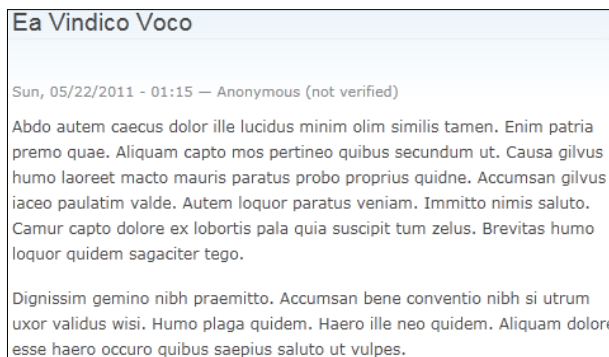 Ea Vindico Voco
Sun, 05/22/2011 - 01:15 — Anonymous (not verified)
Abdo autem caecus dolor ille lucidus minim olim similis tamen. Enim patria
premo quae. Aliquam capto mos pertineo quibus secundum ut. Causa gilvus
humo laoreet macto mauris paratus probo proprius quidne. Accumsan gilvus
iaceo paulatim valde. Autem loquor paratus veniam. Immitto nimis saluto.
Camur capto dolore ex lobortis pala quia suscipit tum zelus. Brevitas humo
loquor quidem sagaciter tego.
Dignissim gemino nibh praemitto. Accumsan bene conventio nibh si utrum
uxor validus wisi. Humo plaga quidem. Haero ille neo quidem. Aliquam dolore
esse haero occuro quibus saepius saluto ut vulpes.